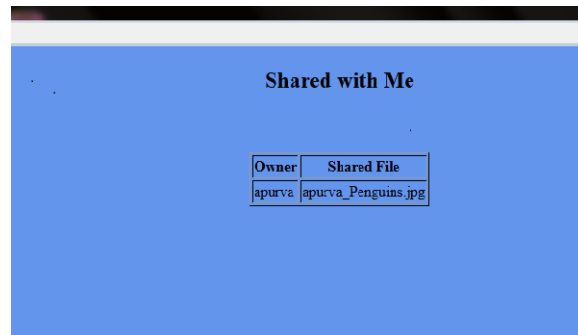 Shared with Me
Owner Shared File
apurva apurva_Penguins.jpg